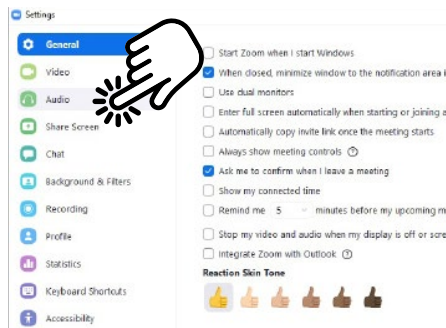 Settings
General
Video
Audio
Share Screen
Chat
Background & Filters
Recording
Profile
Statistics
Keyboard Shortcuts
Accessibility
Start Zoom when I start Windows
When closed, minimize window to the notification area
Use dual monitors
Enter full screen automatically when starting or joining a
Automatically copy invite link once the meeting starts
Always show meeting controls
Ask me to confirm when I leave a meeting
Show my connected time
Remind me 5 minutes before my upcoming m
Stop my video and audio when my display is off or scre
Integrate Zoom with Outlook
Reaction Skin Tone